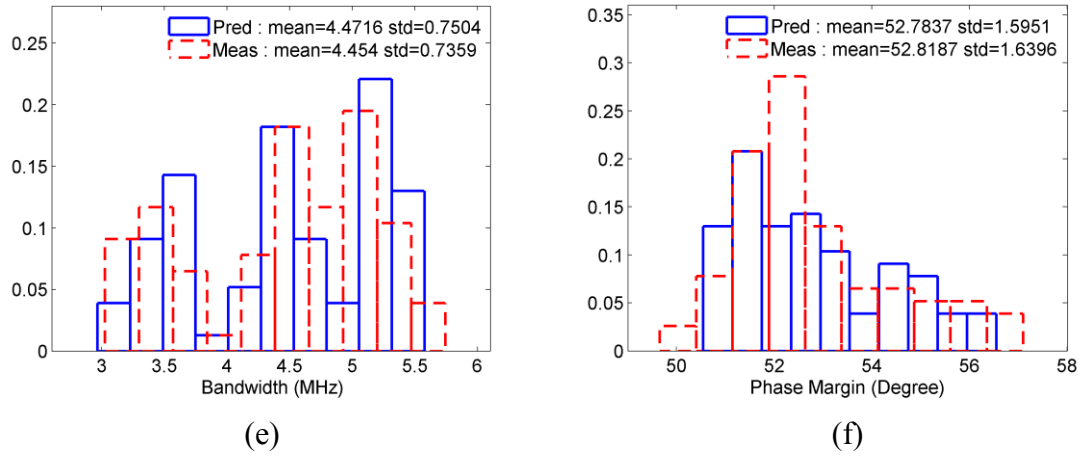 0.25
0.2
0.15
0.1
0.05
0
Pred : mean=4.4716 std=0.7504
Meas : mean=4.454 std=0.7359
3 3.5 4 4.5 5 5.5 6
Bandwidth (MHz)
(e)
0.35
0.3
0.25
0.2
0.15
0.1
0.05
0
Pred : mean=52.7837 std=1.5951
Meas : mean=52.8187 std=1.6396
50 52 54 56 58
Phase Margin (Degree)
(f)